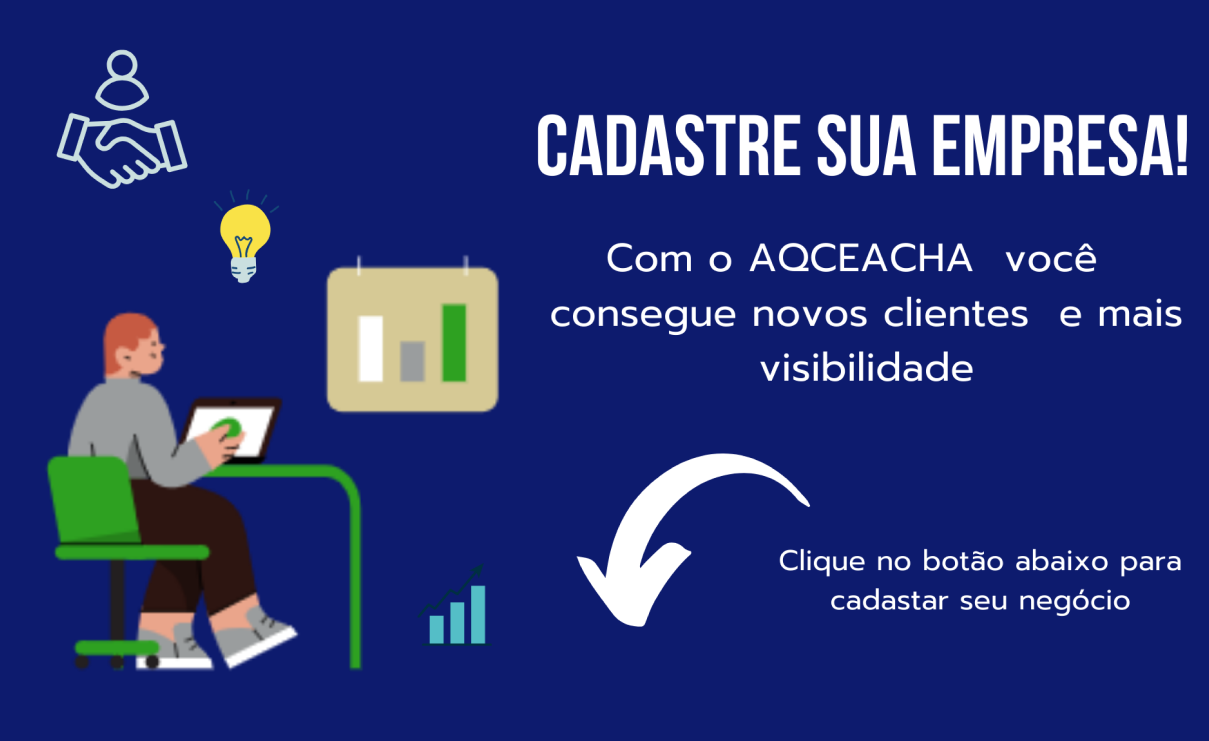 CADASTRE SUA EMPRESA!
Com o AQCEACHA você
consegue novos clientes e mais
visibilidade
Clique no botão abaixo para
cadastar seu negócio